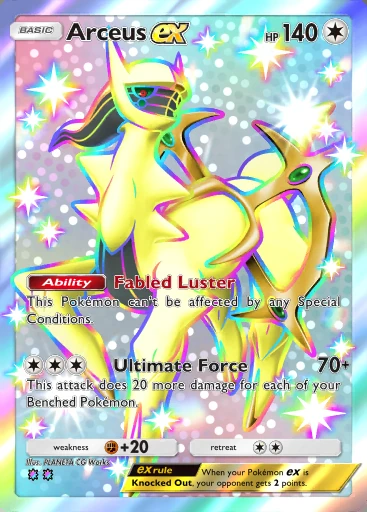 BASIC Arceus ex HP 140
Ability Fabled Luster
This Pokémon can't be affected by any Special
Conditions.
Ultimate Force 70+
This attack does 20 more damage for each of your
Benched Pokémon.
weakness +20 retreat
Illus. PLANETA CG Works
ex rule When your Pokémon ex is
Knocked Out, your opponent gets 2 points.